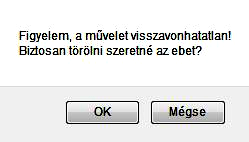 Figyelem, a művelet visszavonhatatlan!
Biztosan törölni szeretné az ebet?
OK
Mégse